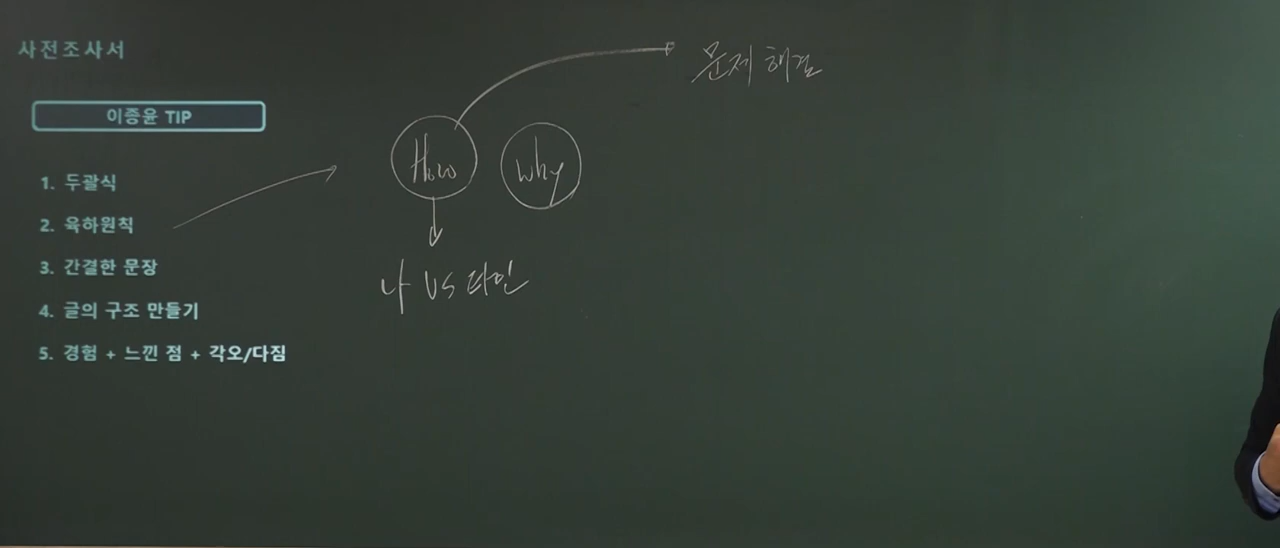 사전조사서
이종윤 TIP
1. 두괄식
2. 육하원칙
3. 간결한 문장
4. 글의 구조 만들기
5. 경험 + 느낀 점 + 각오/다짐
How
Why
문제 해결
나 vs 타인